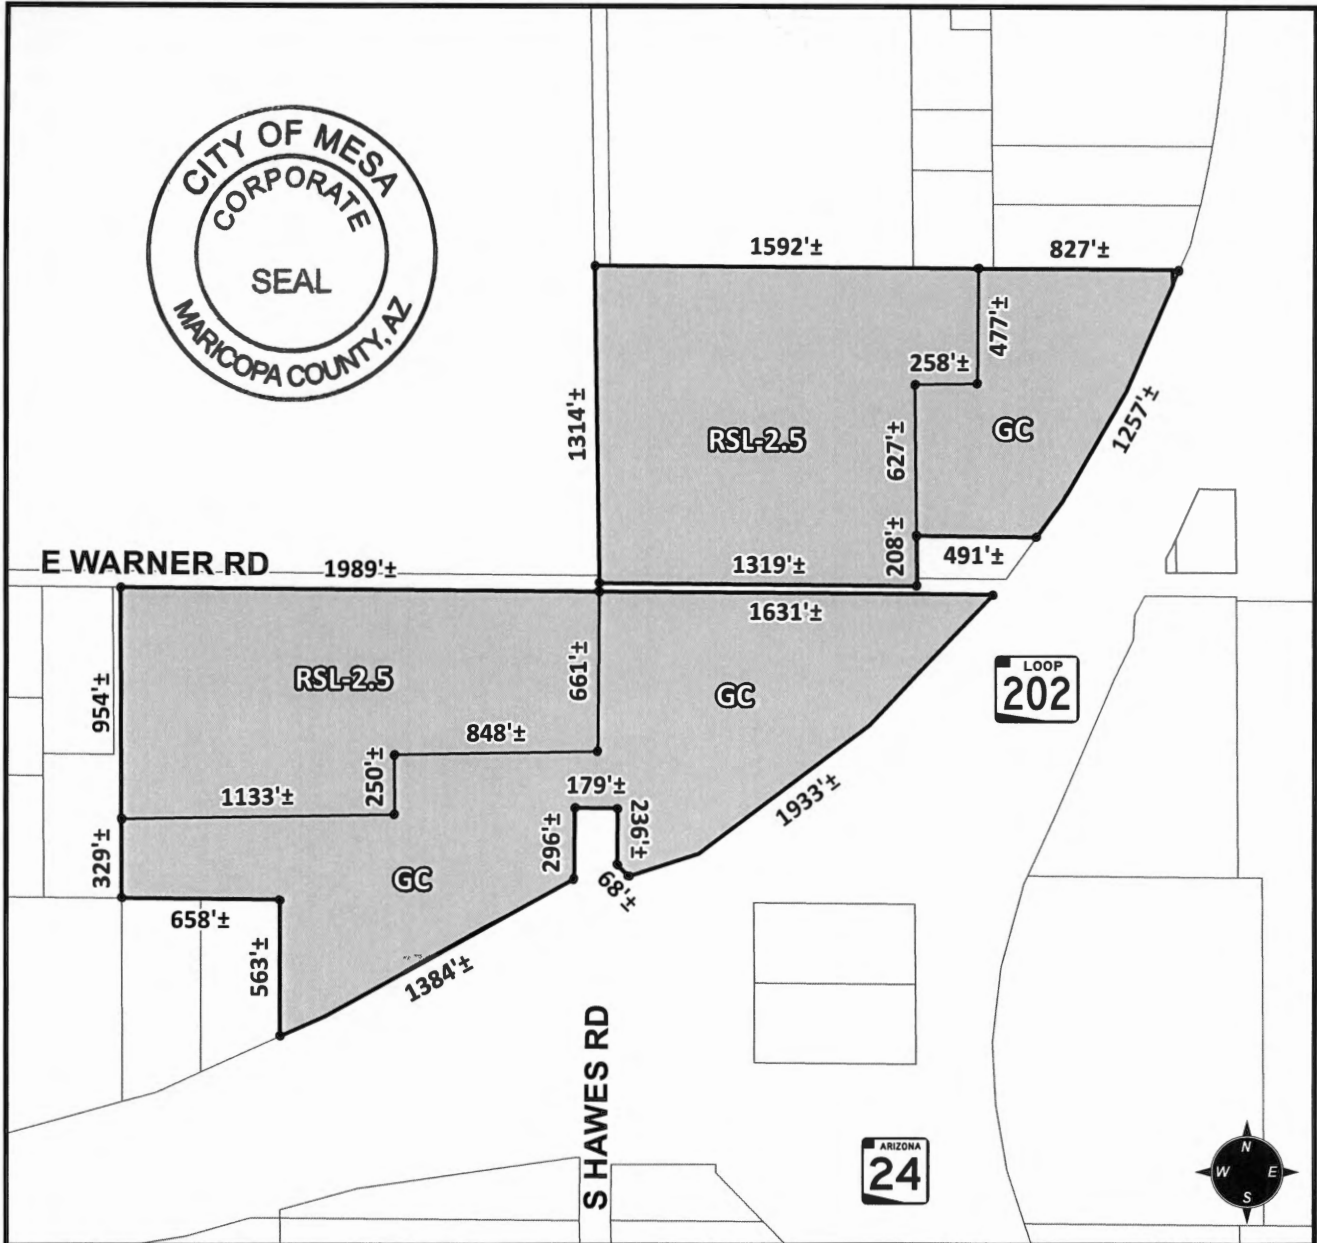 CITY OF MESA
CORPORATE
SEAL
MARICOPA COUNTY, AZ
1592'±
827'±
477'±
258'±
1314'±
RSL-2.5
GC
627'±
1257'±
208'±
491'±
E WARNER RD
1989'±
1319'±
1631'±
954'±
RSL-2.5
661'±
GC
LOOP
202
848'±
250'±
179'±
1133'±
236'±
1933'±
329'±
296'±
GC
68'±
658'±
563'±
1384'±
S HAWES RD
ARIZONA
24
N
W
E
S